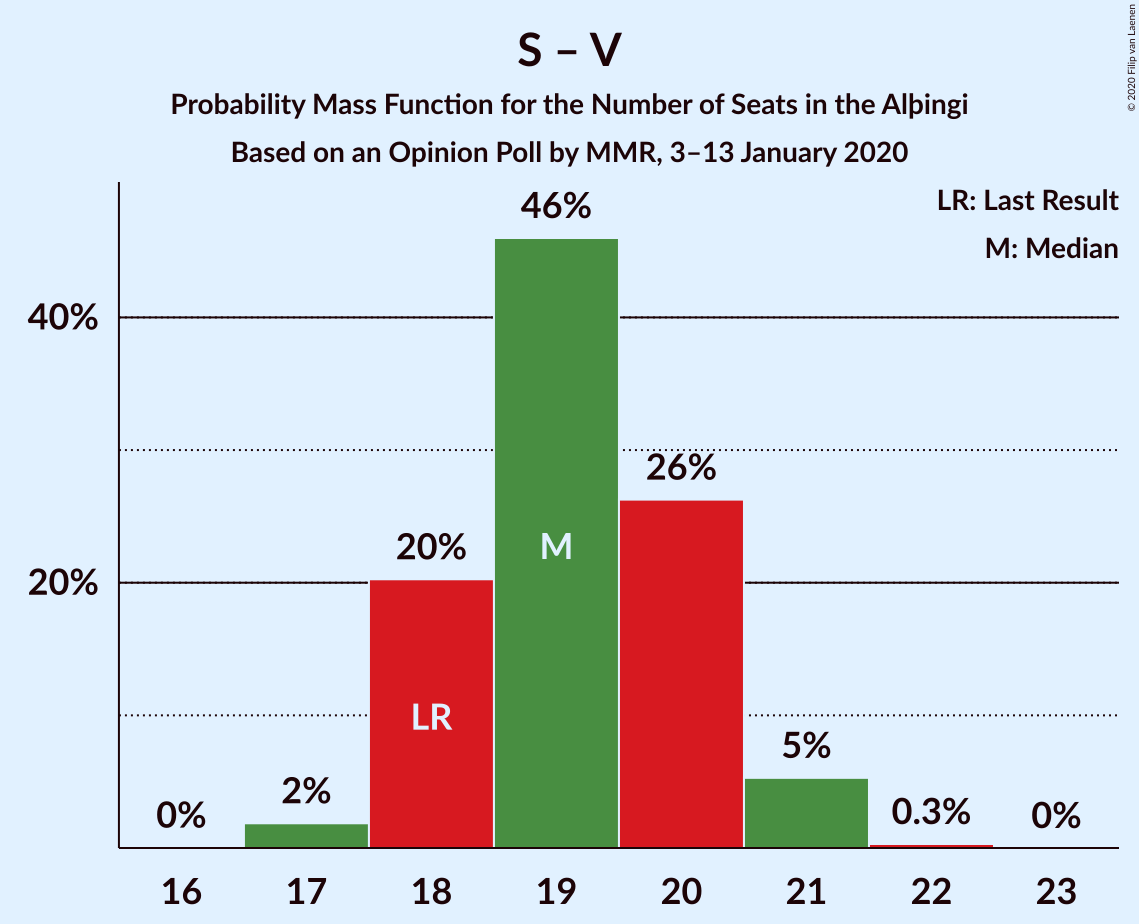 S – V
Probability Mass Function for the Number of Seats in the Alþingi
Based on an Opinion Poll by MMR, 3–13 January 2020
© 2020 Filip van Laenen
LR: Last Result
M: Median
40%
20%
0%
2%
20%
46%
26%
5%
0.3%
0%
LR
M
16 17 18 19 20 21 22 23